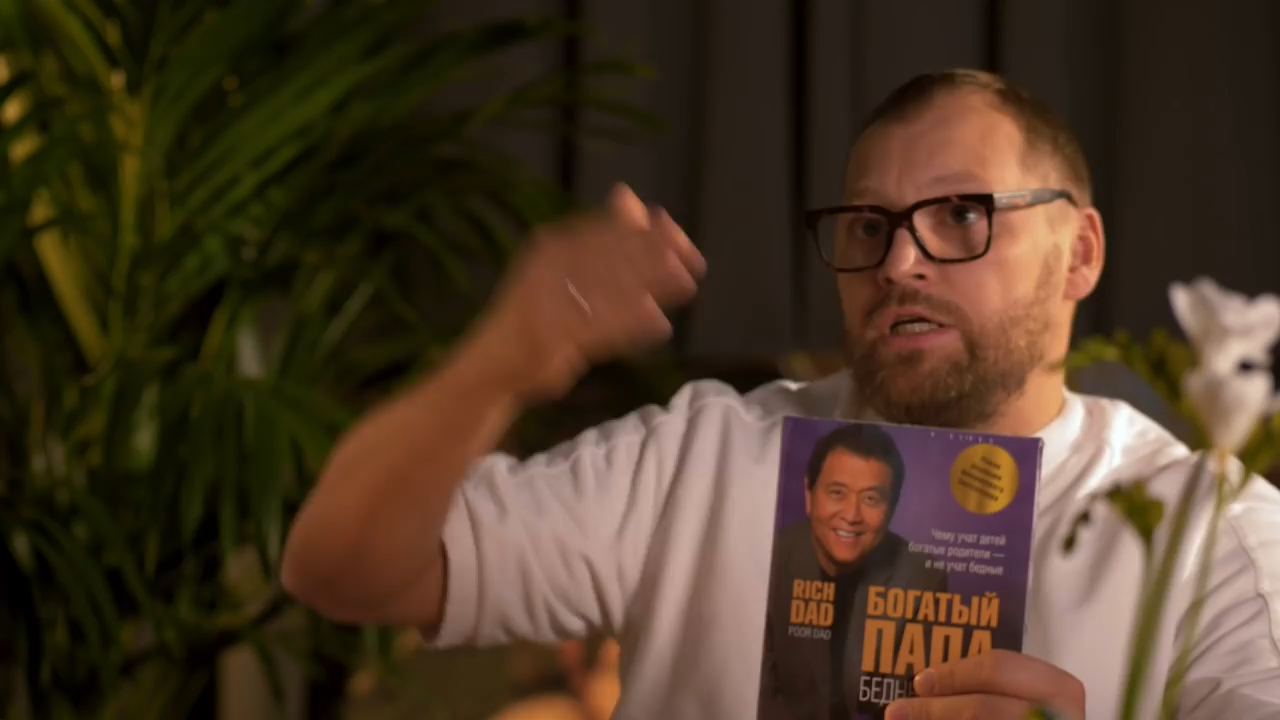 Чему учат детей
богатые родители —
и не учат бедные
RICH
DAD
POOR DAD
БОГАТЫЙ
ПАПА